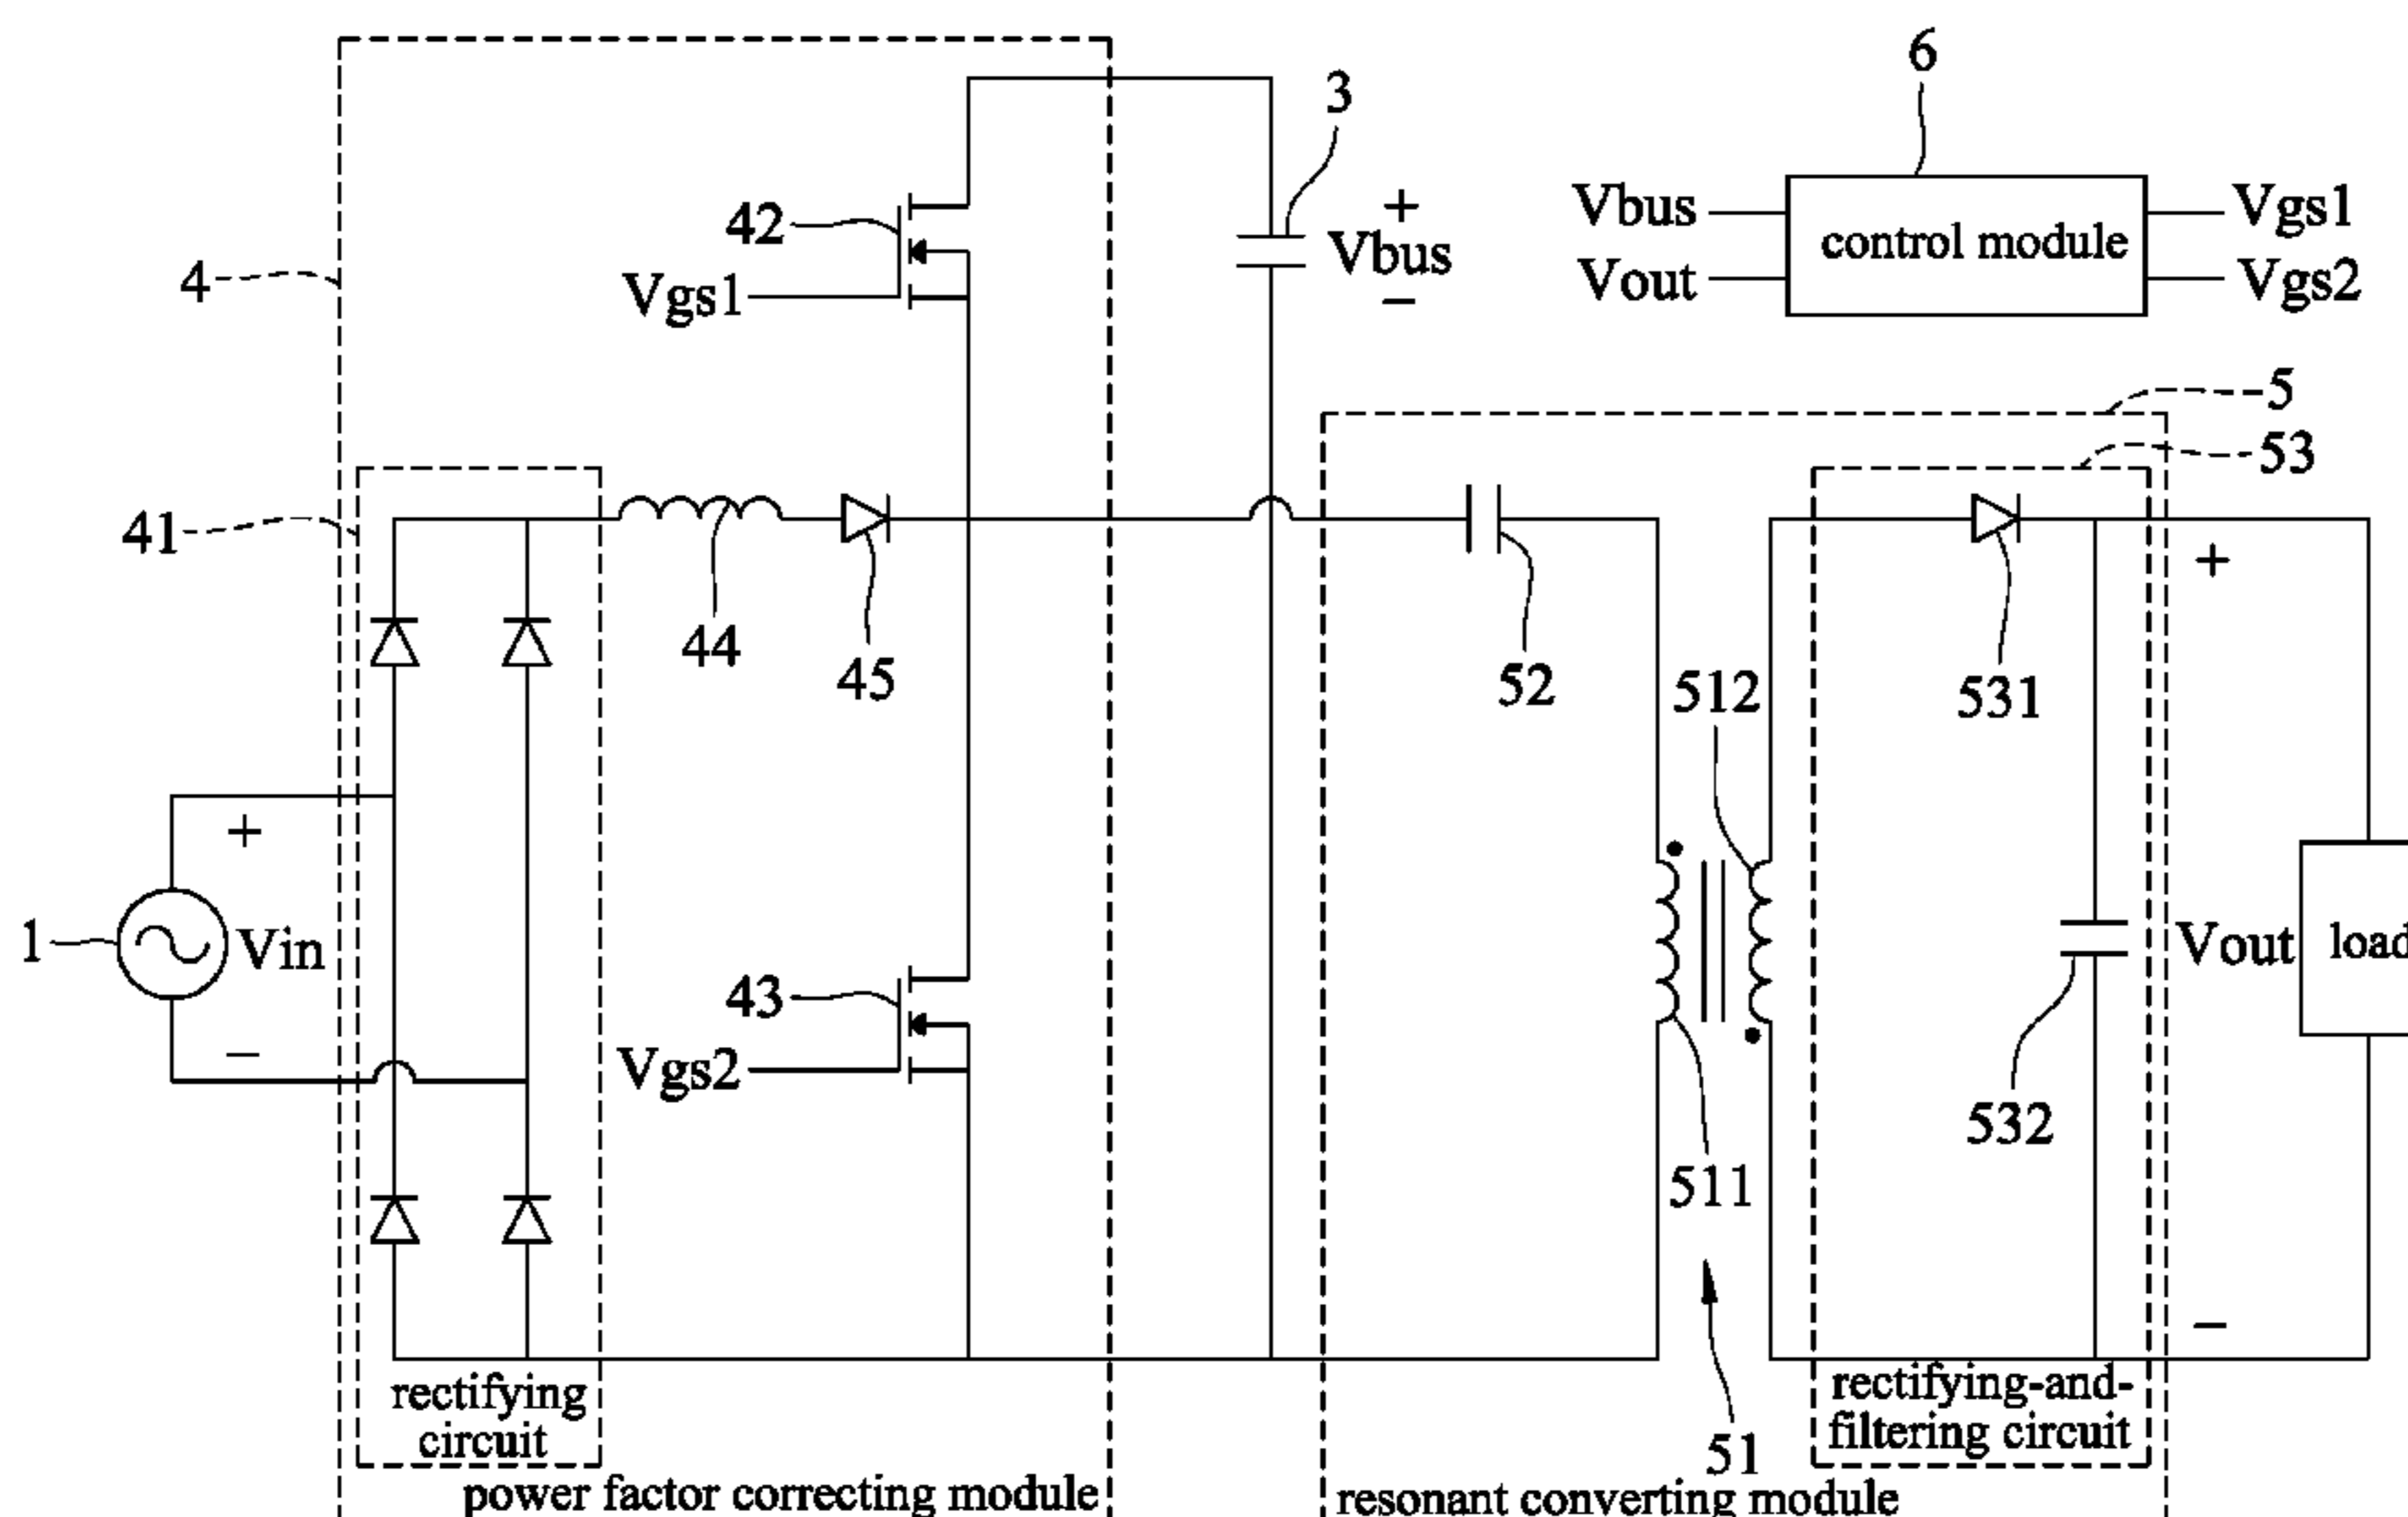 6
3
Vbus
Vout
control module
Vgs1
Vgs2
+
Vbus
−
42
Vgs1
4
5
53
41
44
45
52
512
531
+
+
1
Vin
−
43
Vgs2
Vout
load
532
511
−
51
rectifying
circuit
rectifying-and-
filtering circuit
power factor correcting module
resonant converting module